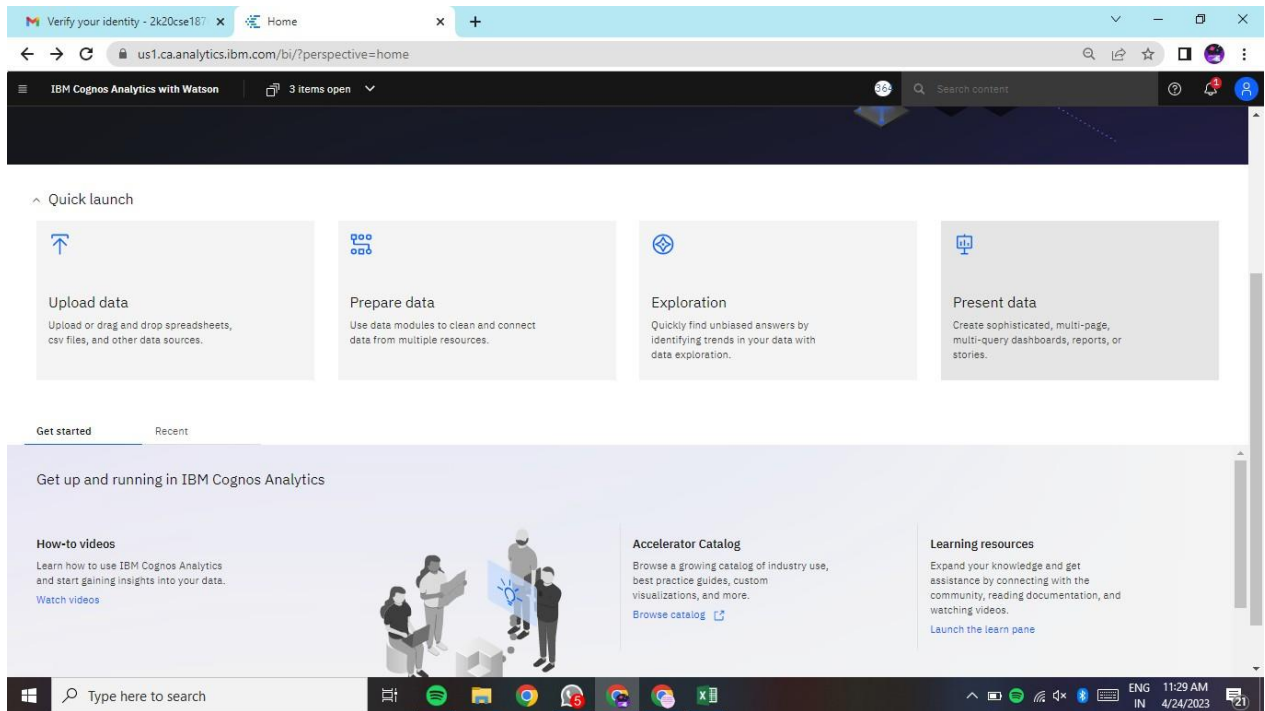 Verify your identity - 2k20cse187
Home
us1.ca.analytics.ibm.com/bi/?perspective=home
IBM Cognos Analytics with Watson
3 items open
364
Search content
1
Quick launch
Upload data
Upload or drag and drop spreadsheets,
csv files, and other data sources.
Prepare data
Use data modules to clean and connect
data from multiple resources.
Exploration
Quickly find unbiased answers by
identifying trends in your data with
data exploration.
Present data
Create sophisticated, multi-page,
multi-query dashboards, reports, or
stories.
Get started
Recent
Get up and running in IBM Cognos Analytics
How-to videos
Learn how to use IBM Cognos Analytics
and start gaining insights into your data.
Watch videos
Accelerator Catalog
Browse a growing catalog of industry use,
best practice guides, custom
visualizations, and more.
Browse catalog
Learning resources
Expand your knowledge and get
assistance by connecting with the
community, reading documentation, and
watching videos.
Launch the learn pane
Type here to search
5
ENG
IN
11:29 AM
4/24/2023
21